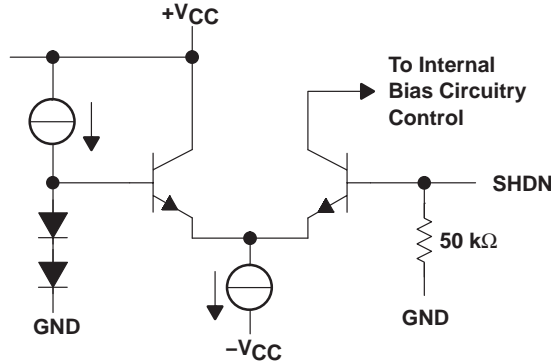 +VCC
To Internal
Bias Circuitry
Control
SHDN
50 kΩ
GND
GND
–VCC